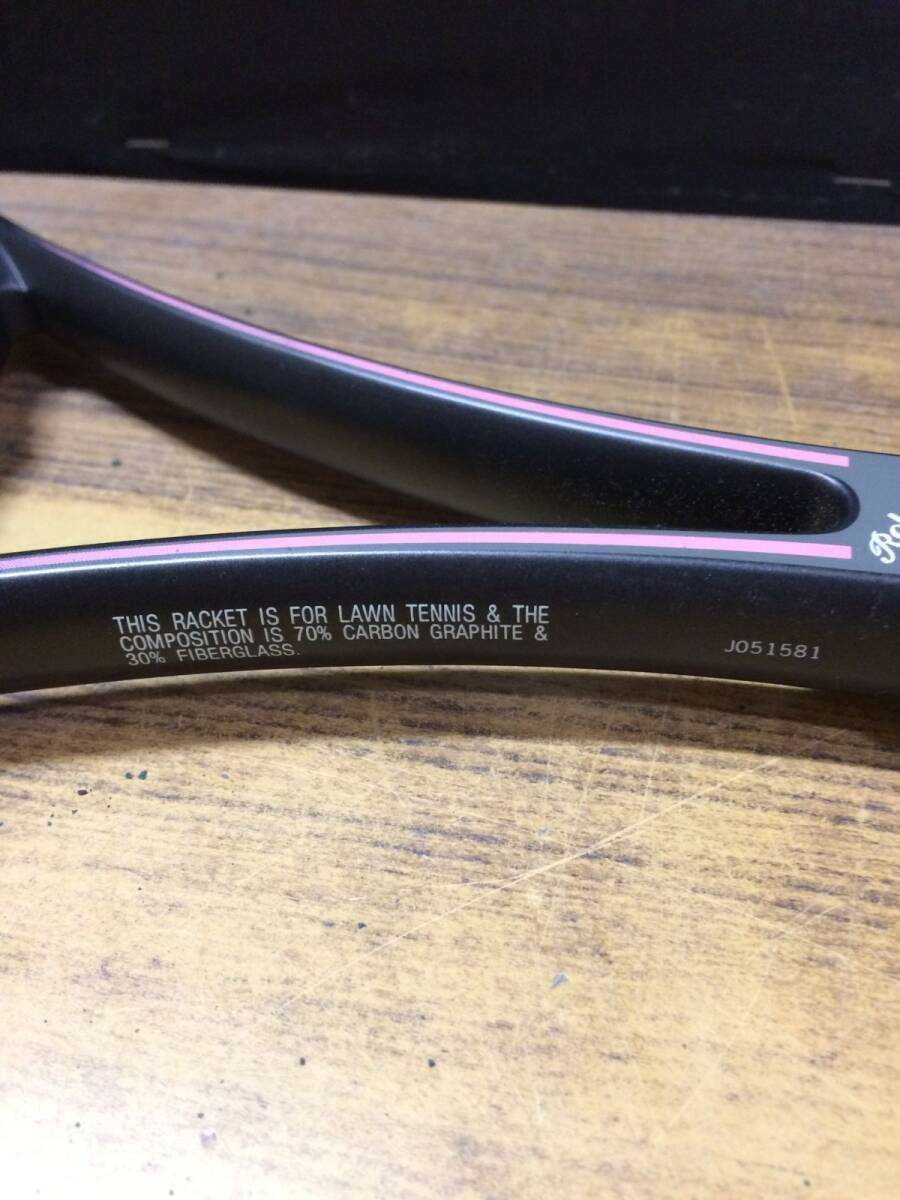 THIS RACKET IS FOR LAWN TENNIS & THE
COMPOSITION IS 70% CARBON GRAPHITE &
30% FIBERGLASS.
J051581